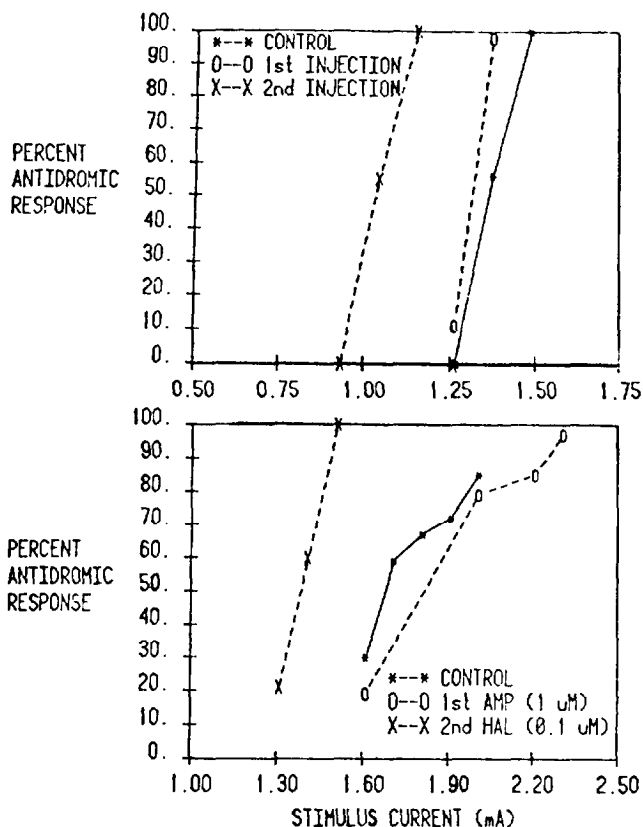 100.
90.
80.
70.
60.
50.
40.
30.
20.
10.
0.
PERCENT
ANTIDROMIC
RESPONSE
*--* CONTROL
O--O 1st INJECTION
X--X 2nd INJECTION
0.50 0.75 1.00 1.25 1.50 1.75
100.
90.
80.
70.
60.
50.
40.
30.
20.
10.
0.
PERCENT
ANTIDROMIC
RESPONSE
*--* CONTROL
O--O 1st AMP (1 uM)
X--X 2nd HAL (0.1 uM)
1.00 1.30 1.60 1.90 2.20 2.50
STIMULUS CURRENT (mA)